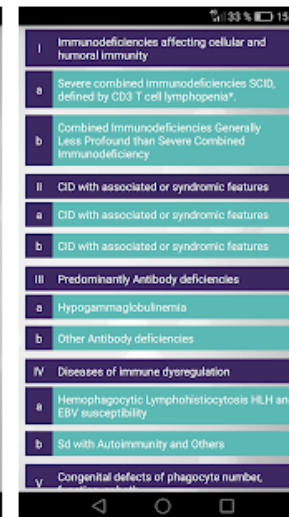 33 % 15
I Immunodeficiencies affecting cellular and
humoral immunity
a Severe combined immunodeficiencies SCID,
defined by CD3 T cell lymphopenia*.
b Combined Immunodeficiencies Generally
Less Profound than Severe Combined
Immunodeficiency
II CID with associated or syndromic features
a CID with associated or syndromic features
b CID with associated or syndromic features
III Predominantly Antibody deficiencies
a Hypogammaglobulinemia
b Other Antibody deficiencies
IV Diseases of immune dysregulation
a Hemophagocytic Lymphohistiocytosis HLH an
EBV susceptibility
b Sd with Autoimmunity and Others
V Congenital defects of phagocyte number,